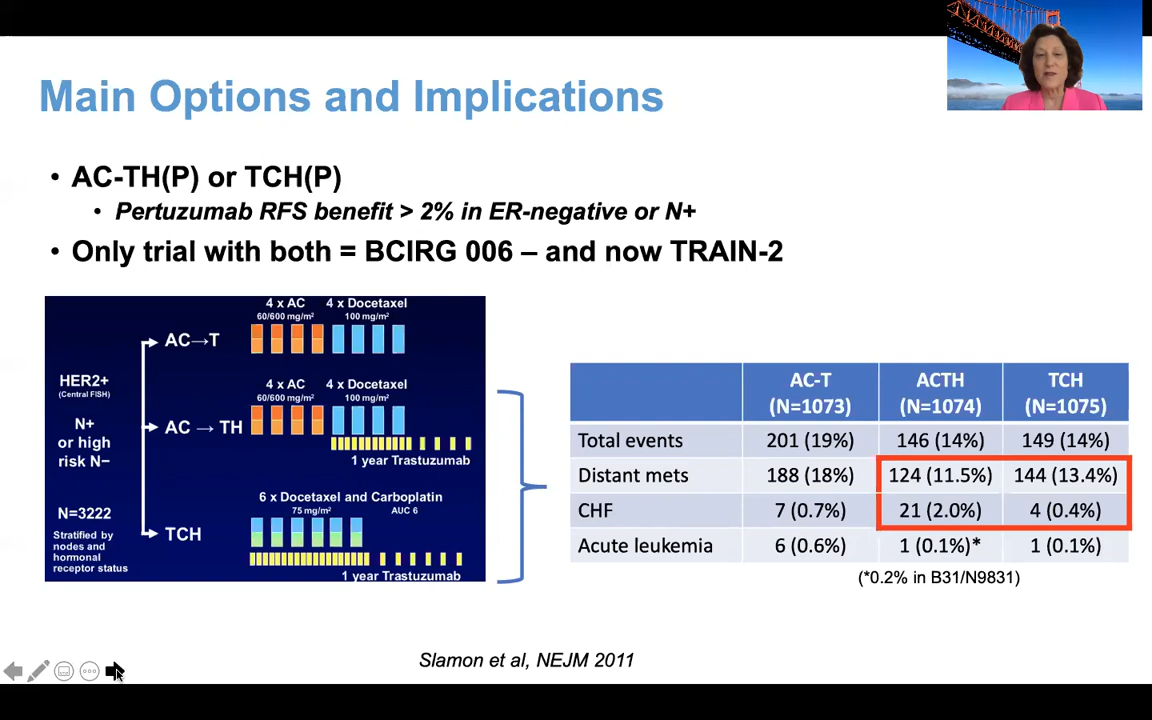 Main Options and Implications
• AC-TH(P) or TCH(P)
• Pertuzumab RFS benefit > 2% in ER-negative or N+
• Only trial with both = BCIRG 006 – and now TRAIN-2
HER2+
(Central FISH)
N+
or high
risk N−
N=3222
Stratified by
nodes and
hormonal
receptor status
4 x AC 4 x Docetaxel
60/600 mg/m² 100 mg/m²
AC→T
4 x AC 4 x Docetaxel
60/600 mg/m² 100 mg/m²
AC → TH
1 year Trastuzumab
6 x Docetaxel and Carboplatin
75 mg/m² AUC 6
TCH
1 year Trastuzumab
AC-T ACTH TCH
(N=1073) (N=1074) (N=1075)
Total events 201 (19%) 146 (14%) 149 (14%)
Distant mets 188 (18%) 124 (11.5%) 144 (13.4%)
CHF 7 (0.7%) 21 (2.0%) 4 (0.4%)
Acute leukemia 6 (0.6%) 1 (0.1%)* 1 (0.1%)
(*0.2% in B31/N9831)
Slamon et al, NEJM 2011